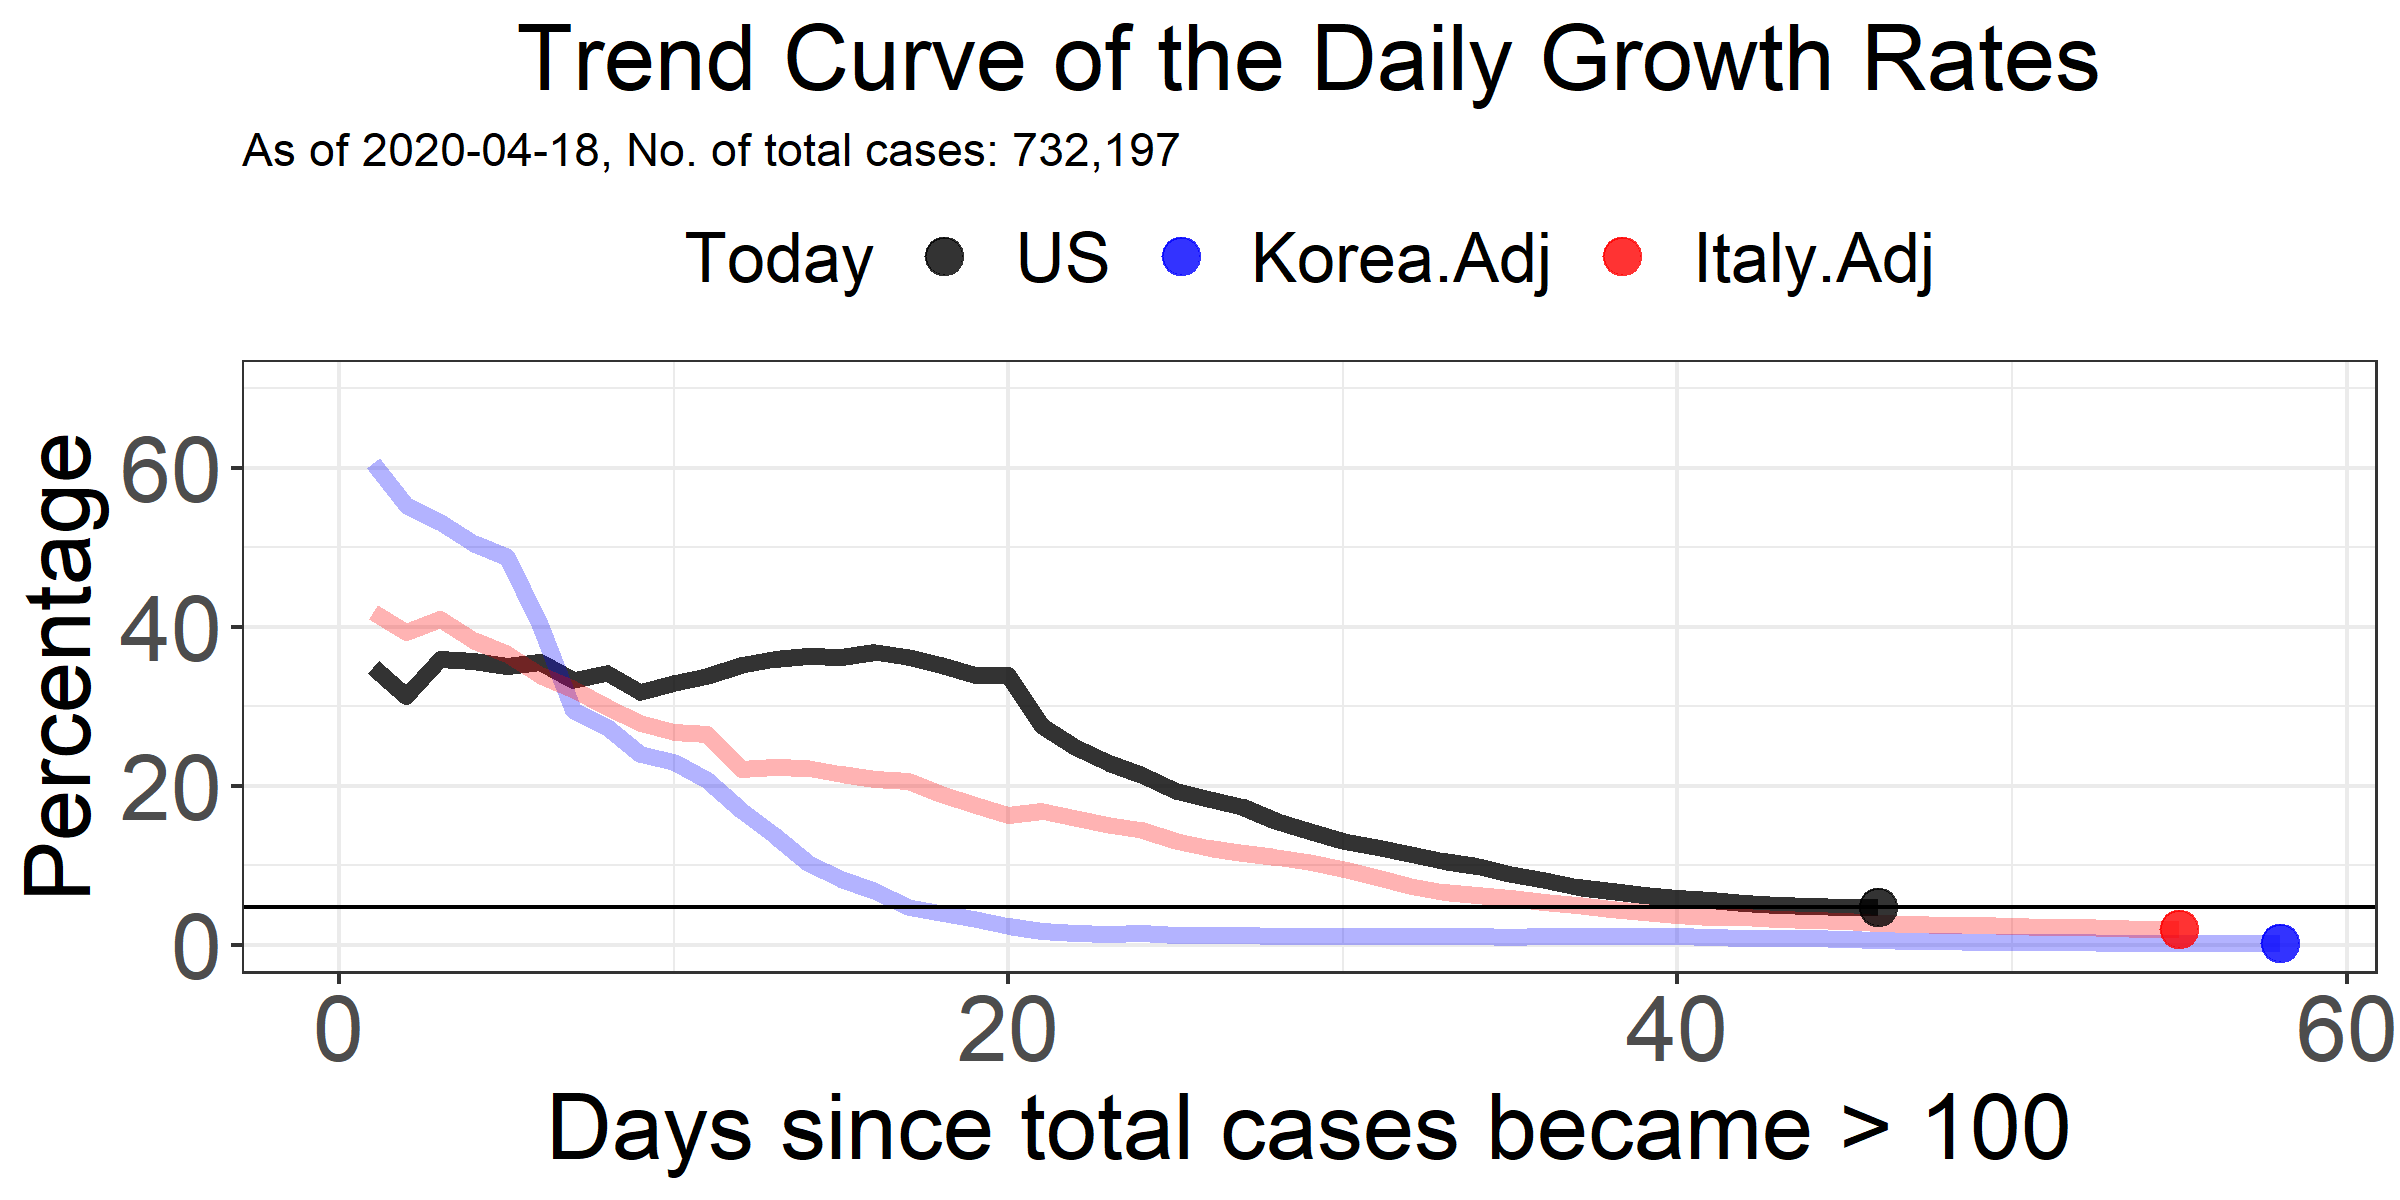 Trend Curve of the Daily Growth Rates
As of 2020-04-18, No. of total cases: 732,197
Today US Korea.Adj Italy.Adj
Percentage
60
40
20
0
0 20 40 60
Days since total cases became > 100